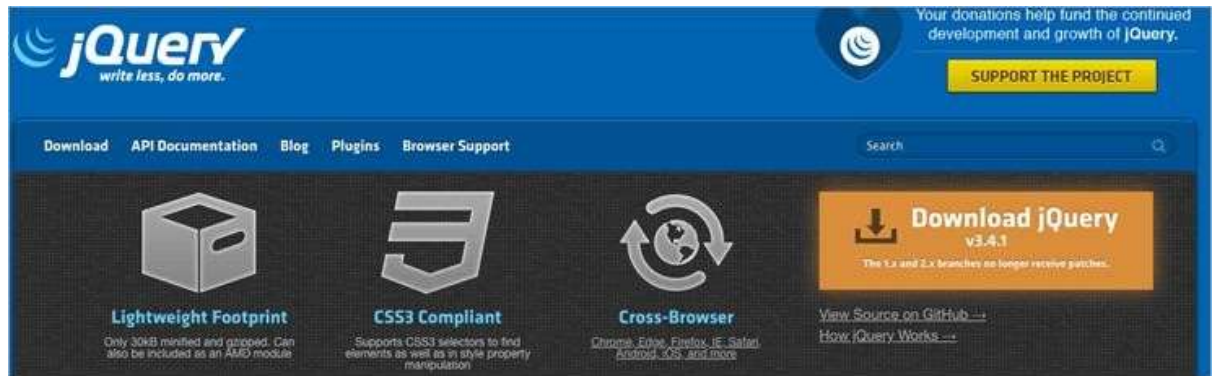 jQuery
write less, do more.
Your donations help fund the continued
development and growth of jQuery.
SUPPORT THE PROJECT
Download API Documentation Blog Plugins Browser Support
Search
Lightweight Footprint
Only 30kB minified and gzipped. Can
also be included as an AMD module
CSS3 Compliant
Supports CSS3 selectors to find
elements as well as in style property
manipulation
Cross-Browser
Chrome, Edge, Firefox, IE, Safari,
Android, iOS, and more
Download jQuery
v3.4.1
The 1.x and 2.x branches no longer receive patches.
View Source on GitHub →
How jQuery Works →